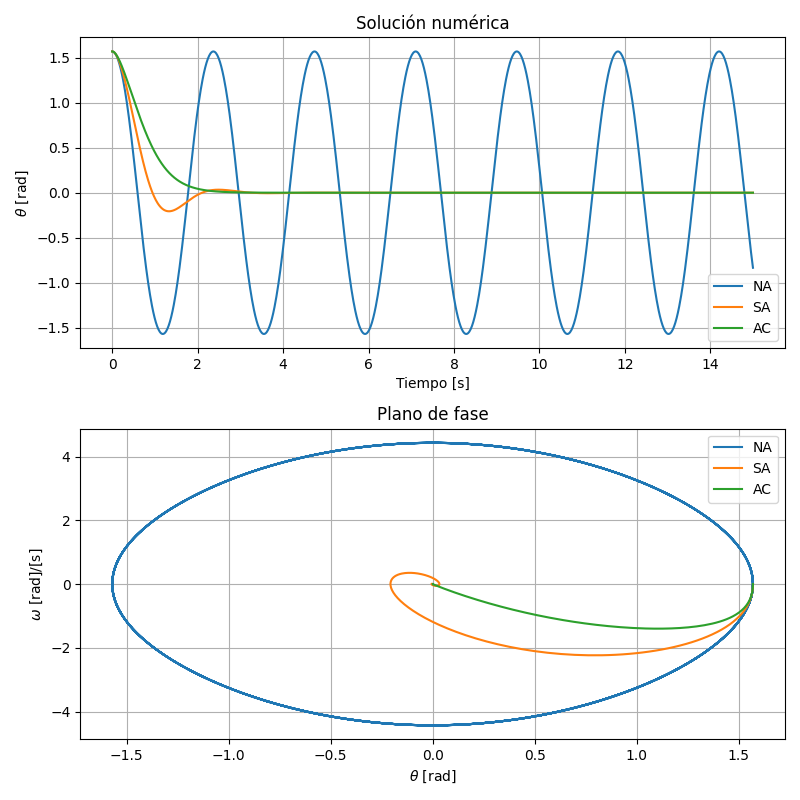 Solución numérica
θ [rad]
1.5
1.0
0.5
0.0
−0.5
−1.0
−1.5
0 2 4 6 8 10 12 14
Tiempo [s]
NA
SA
AC
Plano de fase
ω [rad]/[s]
4
2
0
−2
−4
−1.5 −1.0 −0.5 0.0 0.5 1.0 1.5
θ [rad]
NA
SA
AC